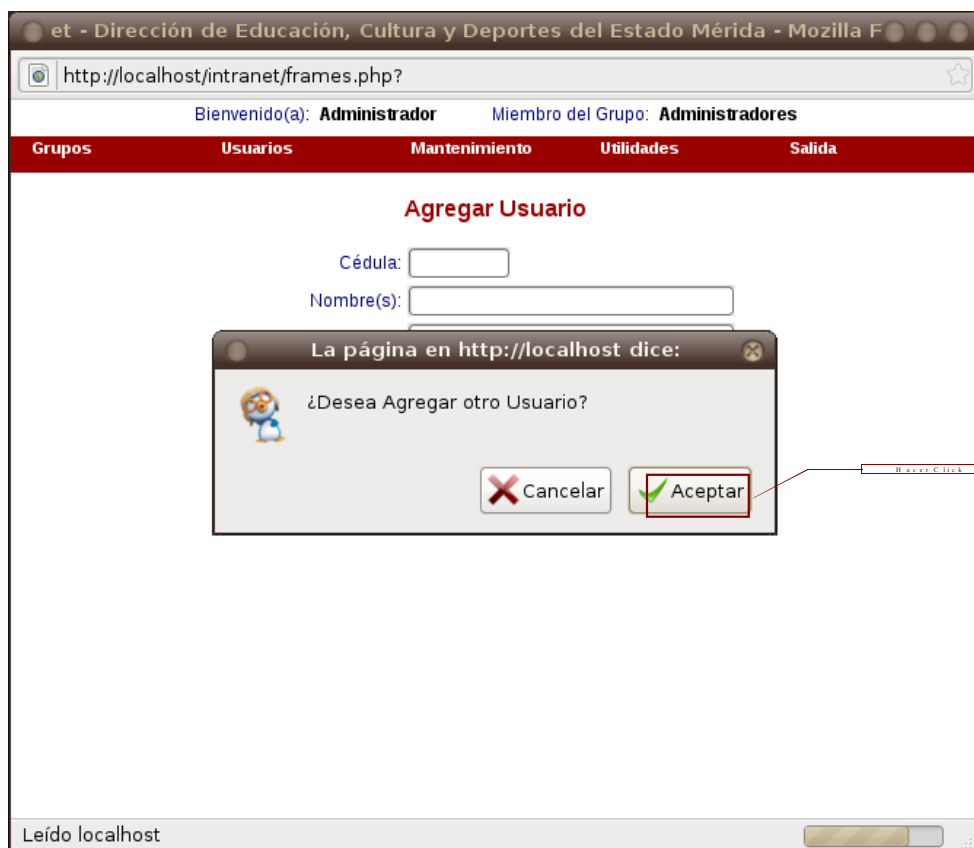 et - Dirección de Educación, Cultura y Deportes del Estado Mérida - Mozilla F
http://localhost/intranet/frames.php?
Bienvenido(a): Administrador Miembro del Grupo: Administradores
Grupos Usuarios Mantenimiento Utilidades Salida
Agregar Usuario
Cédula:
Nombre(s):
La página en http://localhost dice:
¿Desea Agregar otro Usuario?
Cancelar Aceptar
Hacer Click
Leído localhost